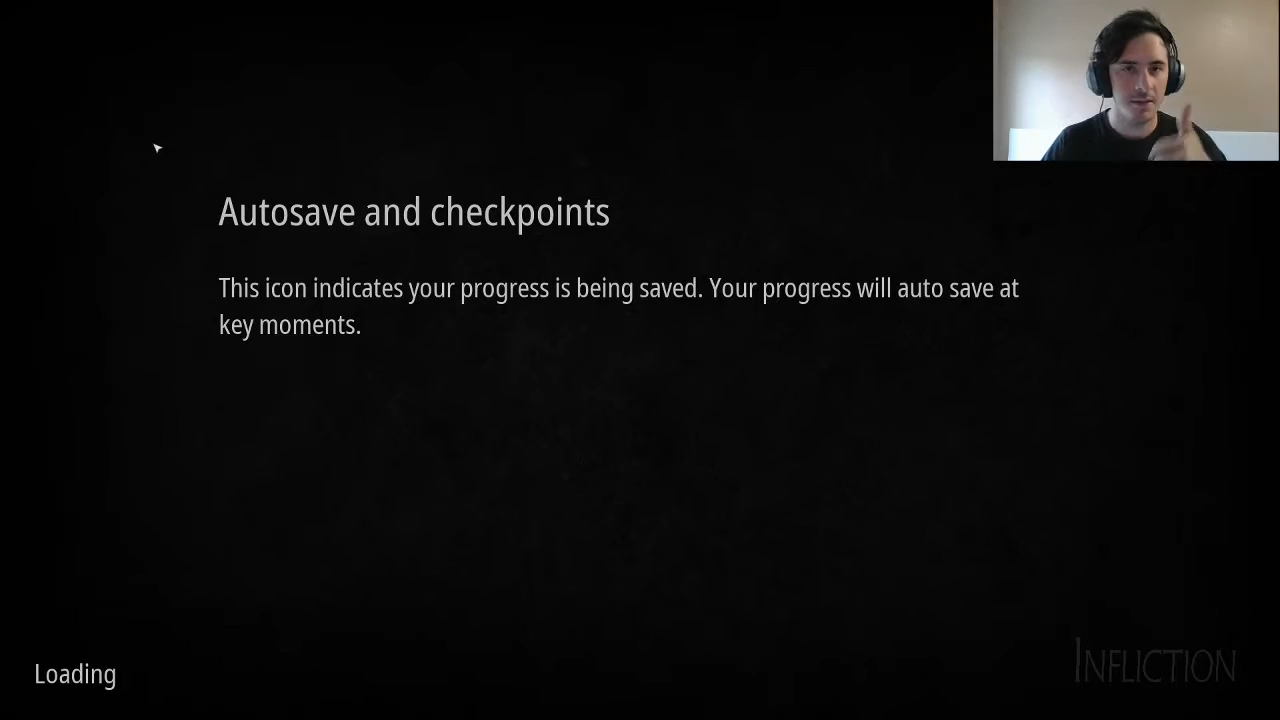 Autosave and checkpoints
This icon indicates your progress is being saved. Your progress will auto save at
key moments.
Loading
INFLICTION